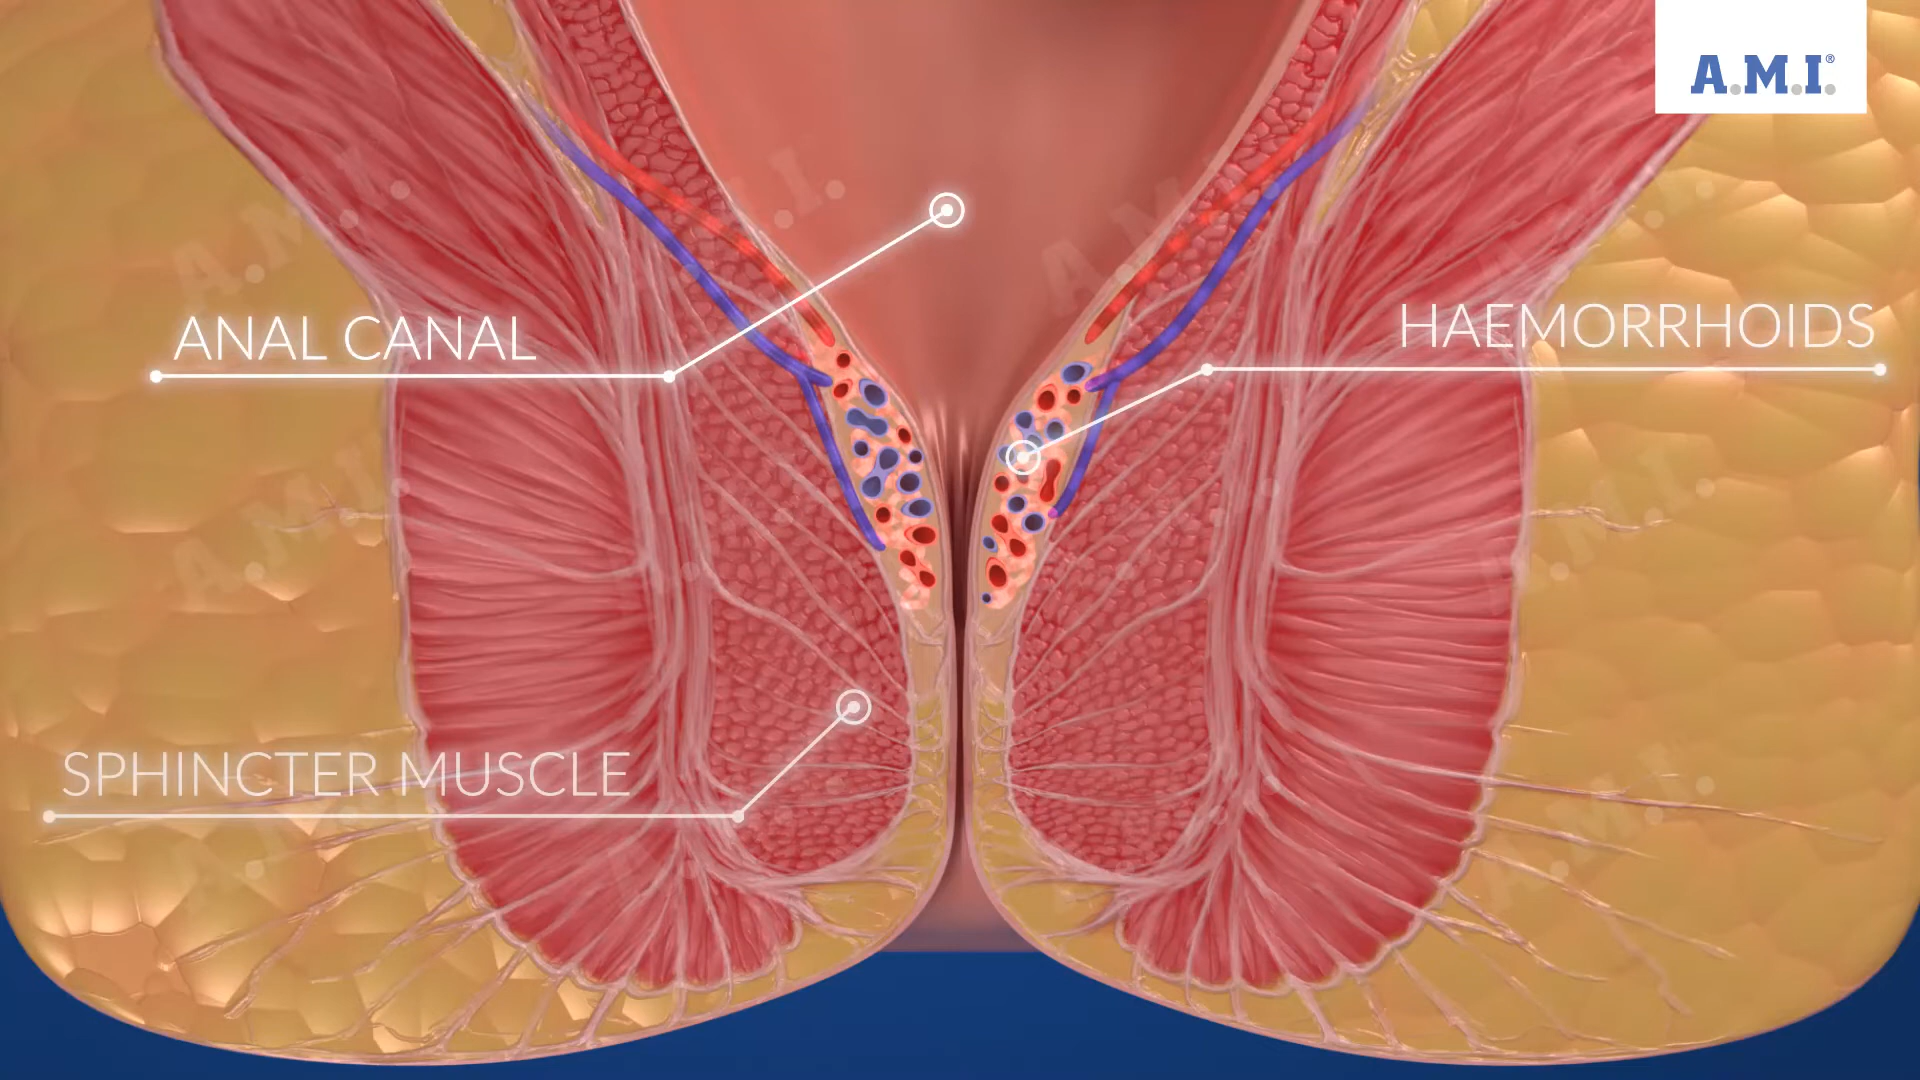 A.M.I.®
ANAL CANAL
HAEMORRHOIDS
SPHINCTER MUSCLE
A.M.I.
A.M.I.
A.M.I.
A.M.I.
A.M.I.
A.M.I.
A.M.I.